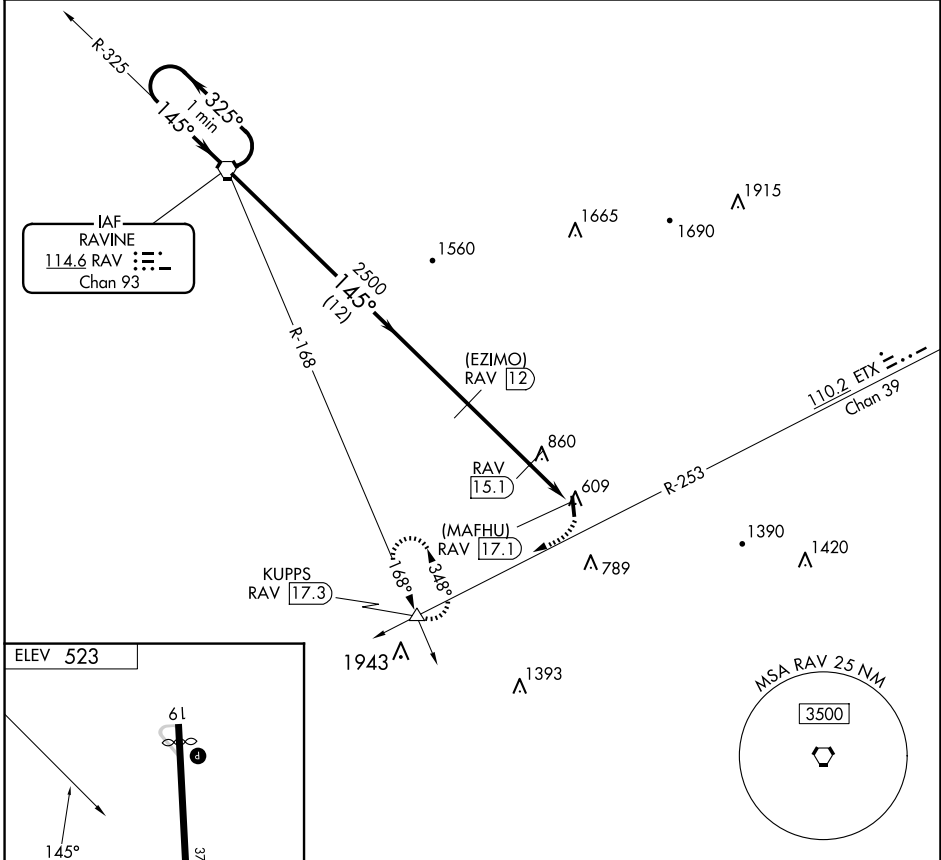 R-325
325°
1 min
145°
IAF
RAVINE
114.6 RAV
Chan 93
1915
1665
1690
1560
2500
145°
(12)
R-168
(EZIMO)
RAV 12
110.2 ETX
Chan 39
860
RAV
15.1
609
R-253
(MAFHU)
RAV 17.1
1390
1420
789
168°
348°
KUPPS
RAV 17.3
1943
1393
MSA RAV 25 NM
3500
ELEV 523
19
P
37
145°